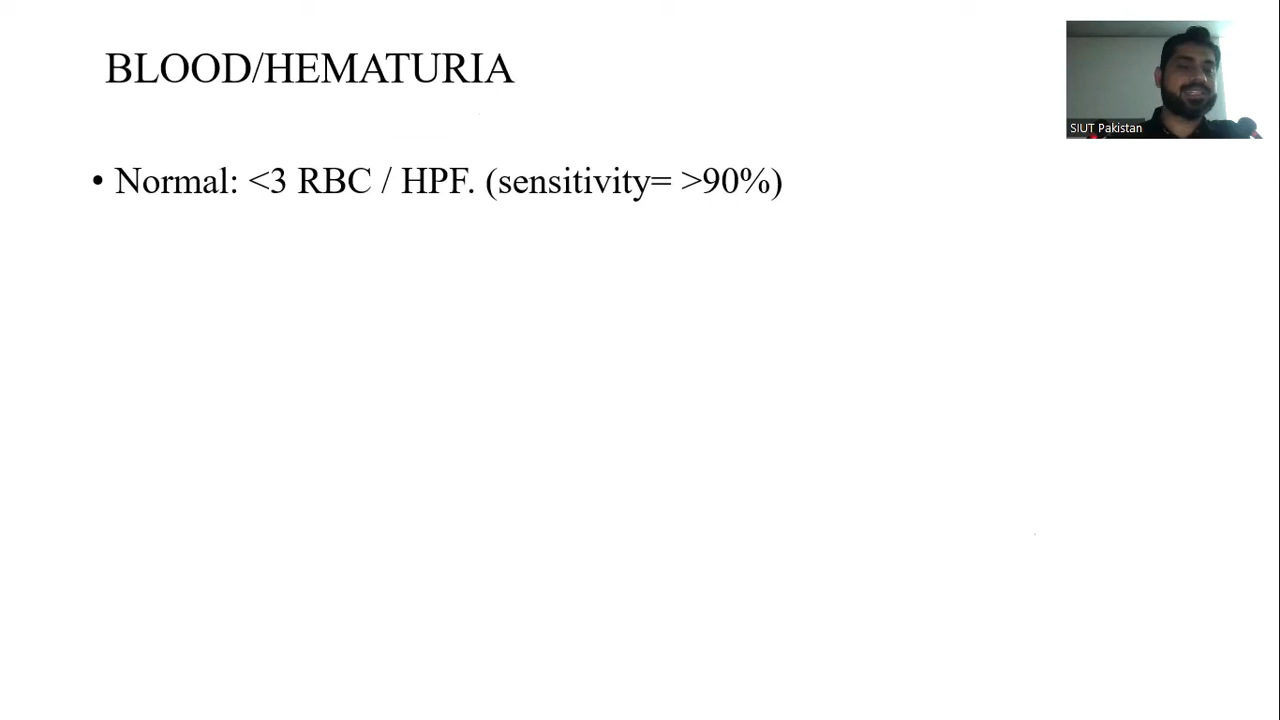 BLOOD/HEMATURIA
SIUT Pakistan
• Normal: <3 RBC / HPF. (sensitivity= >90%)